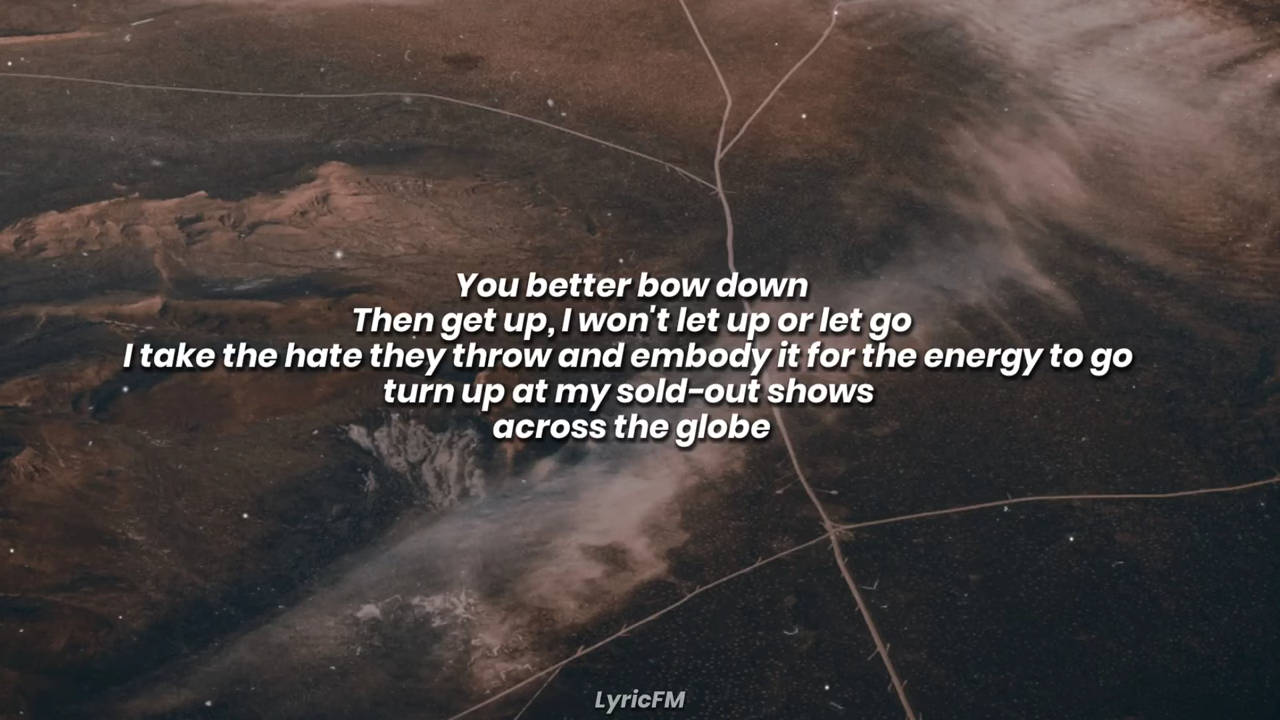 You better bow down
Then get up, I won't let up or let go
I take the hate they throw and embody it for the energy to go
turn up at my sold-out shows
across the globe
LyricFM